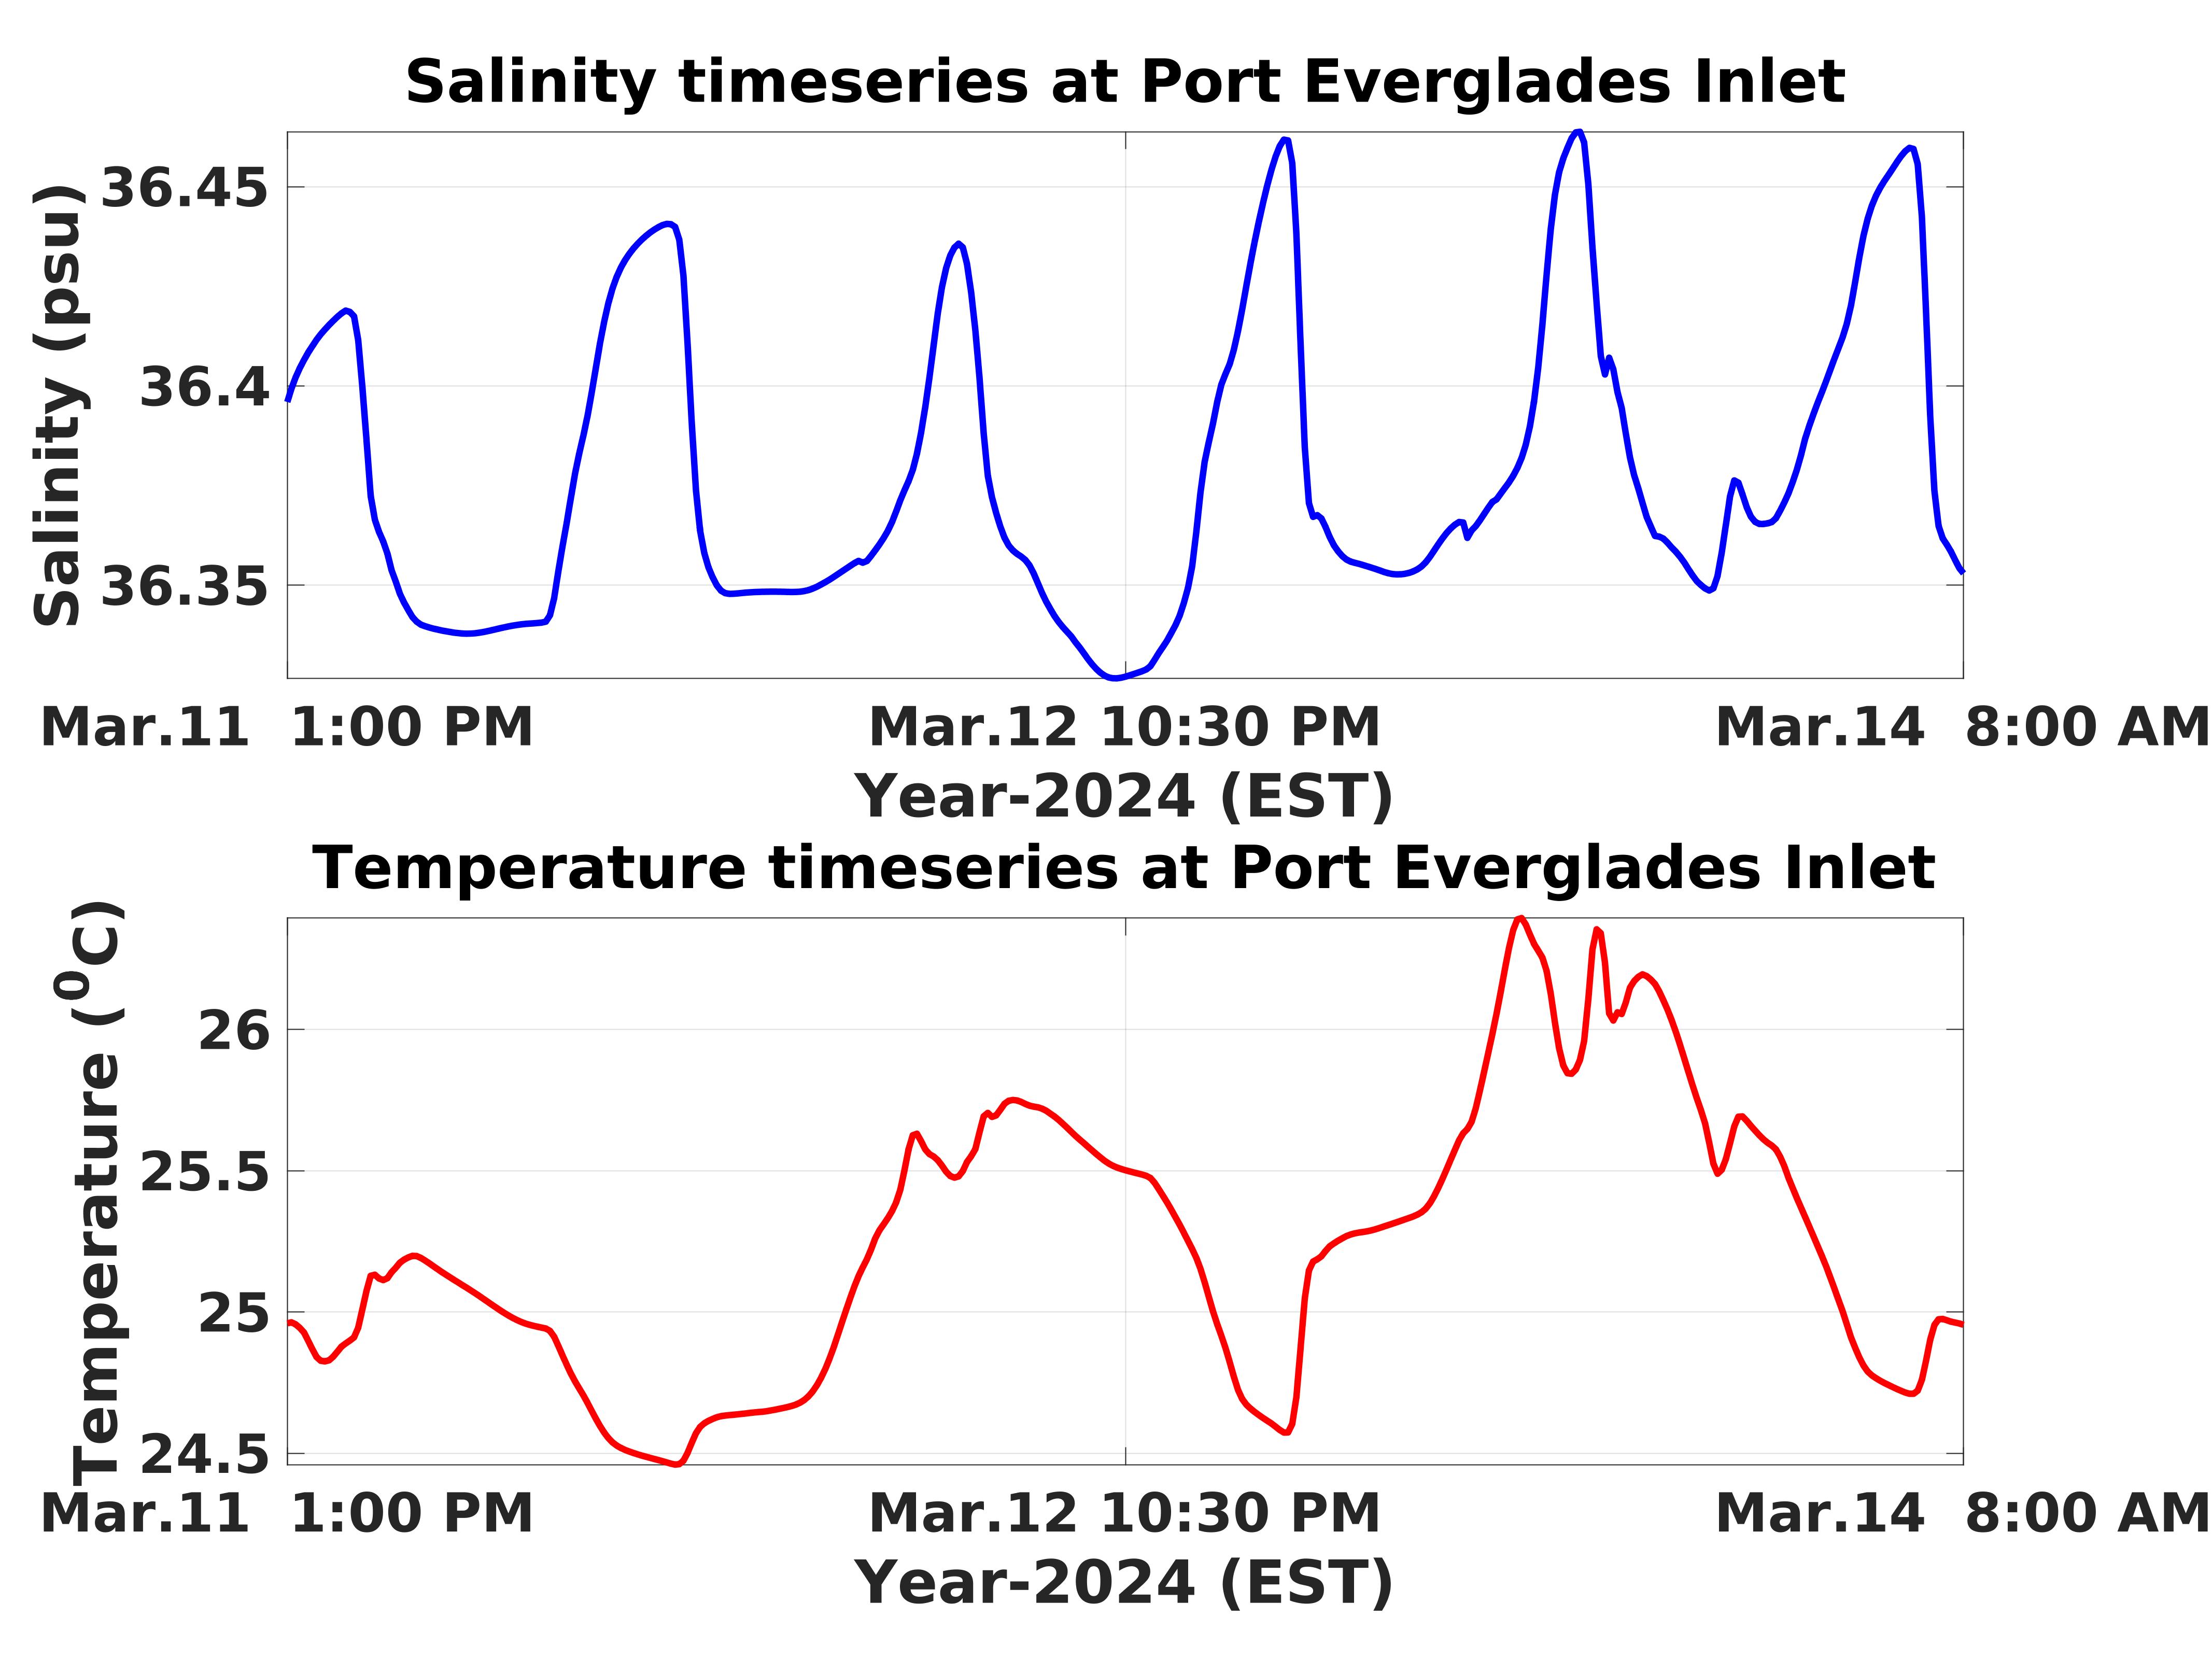 Salinity timeseries at Port Everglades Inlet
Salinity (psu)
36.45
36.4
36.35
Mar.11  1:00 PM
Mar.12 10:30 PM
Mar.14  8:00 AM
Year-2024 (EST)
Temperature timeseries at Port Everglades Inlet
Temperature (⁰C)
26
25.5
25
24.5
Mar.11  1:00 PM
Mar.12 10:30 PM
Mar.14  8:00 AM
Year-2024 (EST)